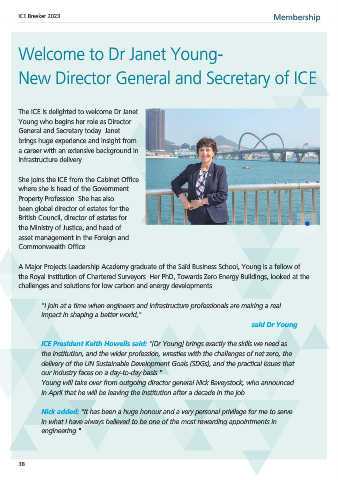 ICE Breaker 2023
Membership
Welcome to Dr Janet Young-
New Director General and Secretary of ICE
The ICE is delighted to welcome Dr Janet
Young who begins her role as Director
General and Secretary today Janet
brings huge experience and insight from
a career with an extensive background in
infrastructure delivery
She joins the ICE from the Cabinet Office
where she is head of the Government
Property Profession She has also
been global director of estates for the
British Council, director of estates for
the Ministry of Justice, and head of
asset management in the Foreign and
Commonwealth Office
A Major Projects Leadership Academy graduate of the Saïd Business School, Young is a fellow of
the Royal Institution of Chartered Surveyors Her PhD, Towards Zero Energy Buildings, looked at the
challenges and solutions for low carbon and energy developments
"I join at a time when engineers and infrastructure professionals are making a real
impact in shaping a better world,"
said Dr Young
ICE President Keith Howells said: "[Dr Young] brings exactly the skills we need as
the institution, and the wider profession, wrestles with the challenges of net zero, the
delivery of the UN Sustainable Development Goals (SDGs), and the practical issues that
our industry faces on a day-to-day basis "
Young will take over from outgoing director general Nick Baveystock, who announced
in April that he will be leaving the institution after a decade in the job
Nick added: "It has been a huge honour and a very personal privilege for me to serve
in what I have always believed to be one of the most rewarding appointments in
engineering "
38